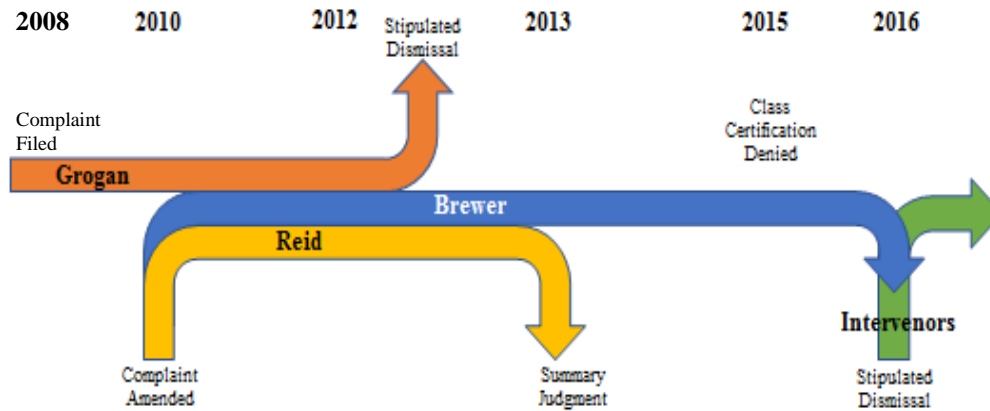 2008 2010 2012 2013 2015 2016
Stipulated
Dismissal
Complaint
Filed
Class
Certification
Denied
Grogan
Brewer
Reid
Intervenors
Complaint
Amended
Summary
Judgment
Stipulated
Dismissal